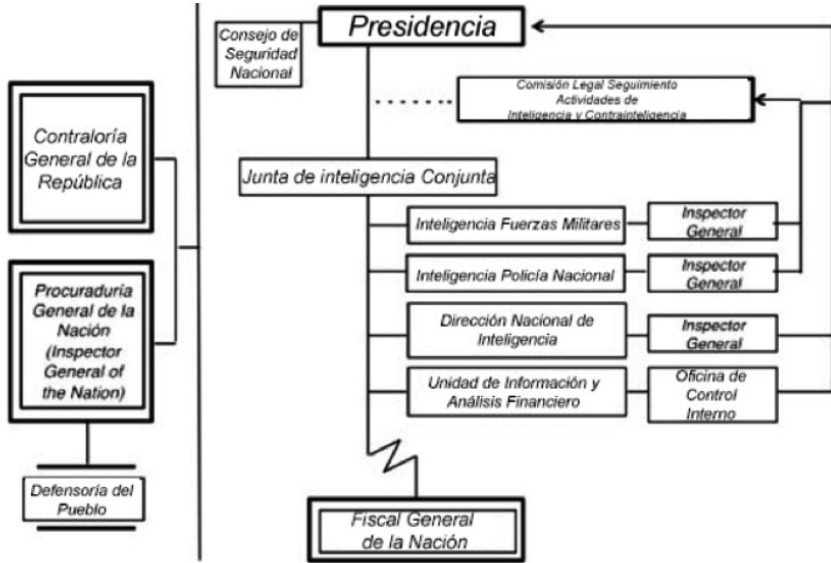 Presidencia
Consejo de
Seguridad
Nacional
Comisión Legal Seguimiento
Actividades de
Inteligencia y Contrainteligencia
Contraloría
General de la
República
Junta de inteligencia Conjunta
Inteligencia Fuerzas Militares
Inspector
General
Inteligencia Policía Nacional
Inspector
General
Procuraduría
General de la
Nación
(Inspector
General of
the Nation)
Dirección Nacional de
Inteligencia
Inspector
General
Unidad de Información y
Análisis Financiero
Oficina de
Control
Interno
Defensoría del
Pueblo
Fiscal General
de la Nación